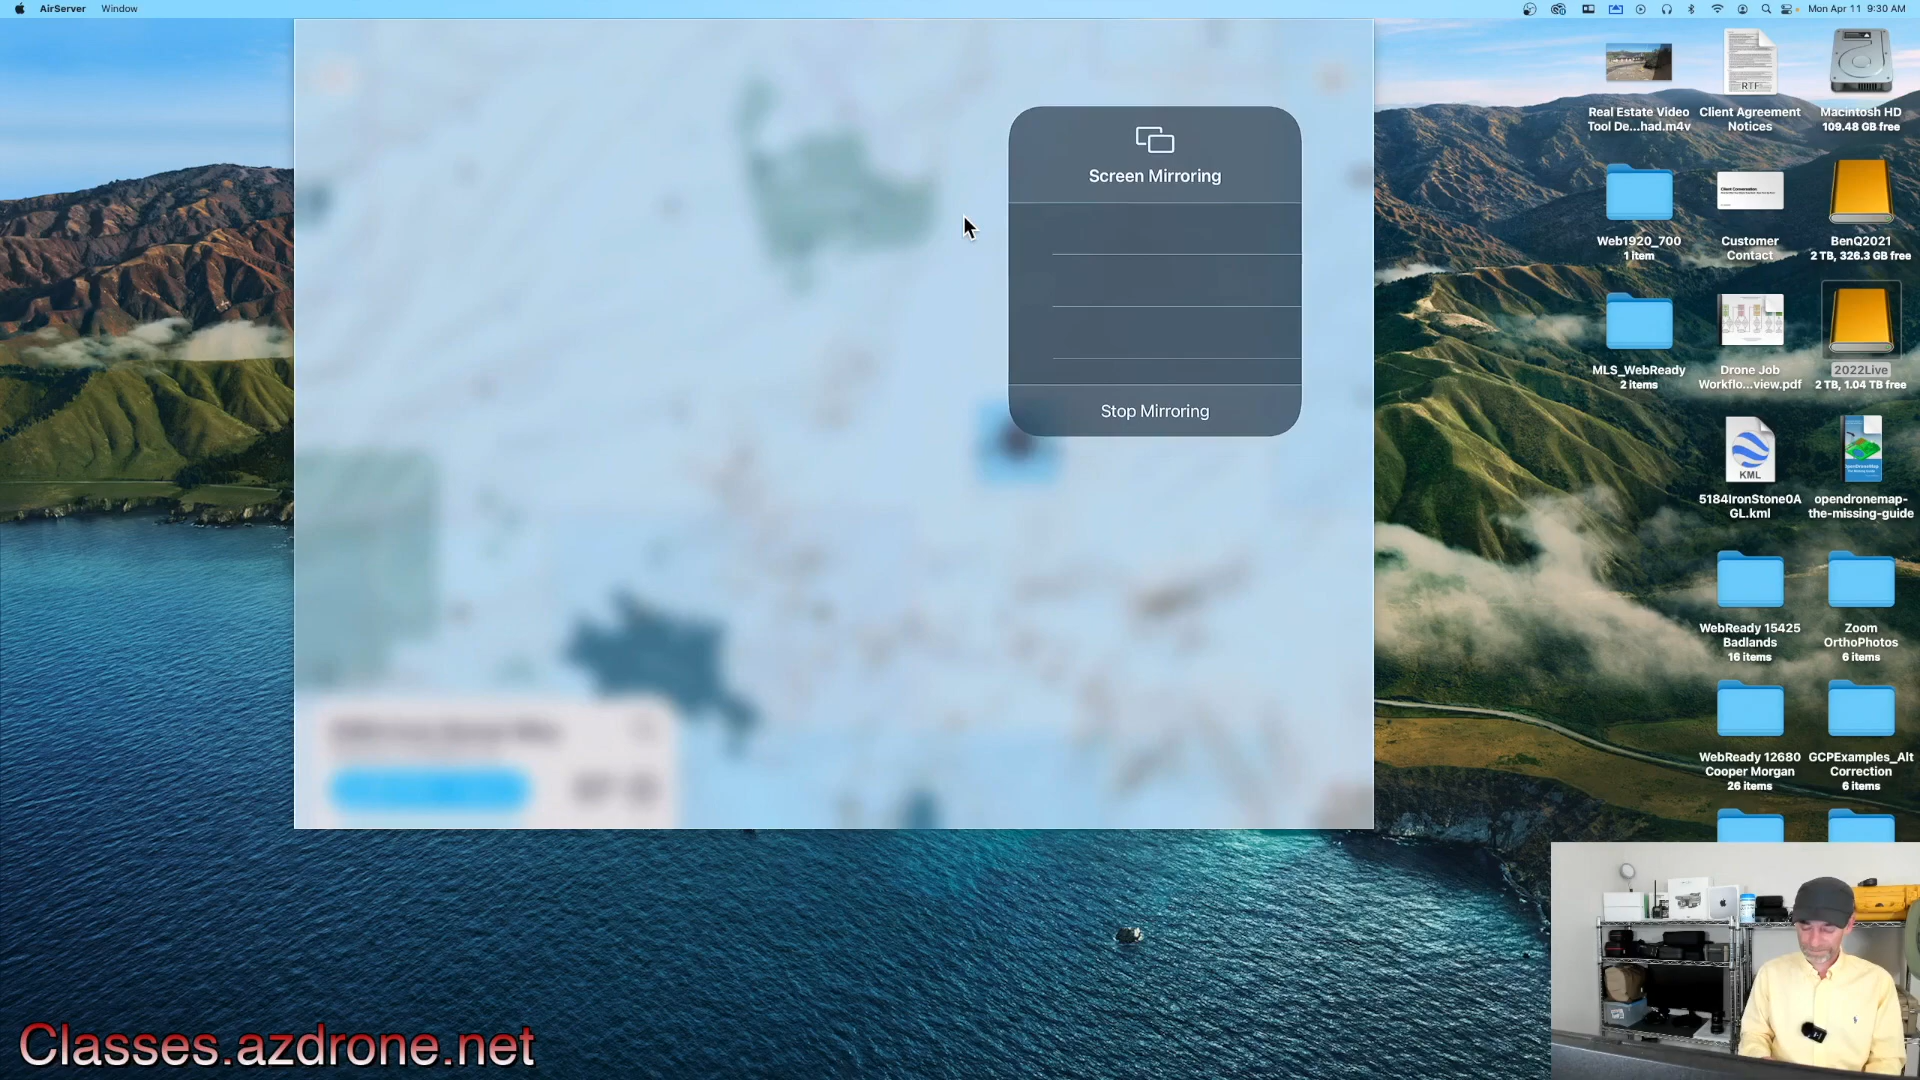 AirServer Window
Mon Apr 11 9:30 AM
Screen Mirroring
Stop Mirroring
Real Estate Video
Tool De...had.m4v
RTF
Client Agreement
Notices
Macintosh HD
109.48 GB free
Web1920_700
1 item
Customer
Contact
BenQ2021
2 TB, 326.3 GB free
MLS_WebReady
2 items
Drone Job
Workflo...view.pdf
2022Live
2 TB, 1.04 TB free
KML
5184IronStone0A
GL.kml
opendronemap-
the-missing-guide
WebReady 15425
Badlands
16 items
Zoom
OrthoPhotos
6 items
WebReady 12680
Cooper Morgan
26 items
GCPExamples_Alt
Correction
6 items
Classes.azdrone.net